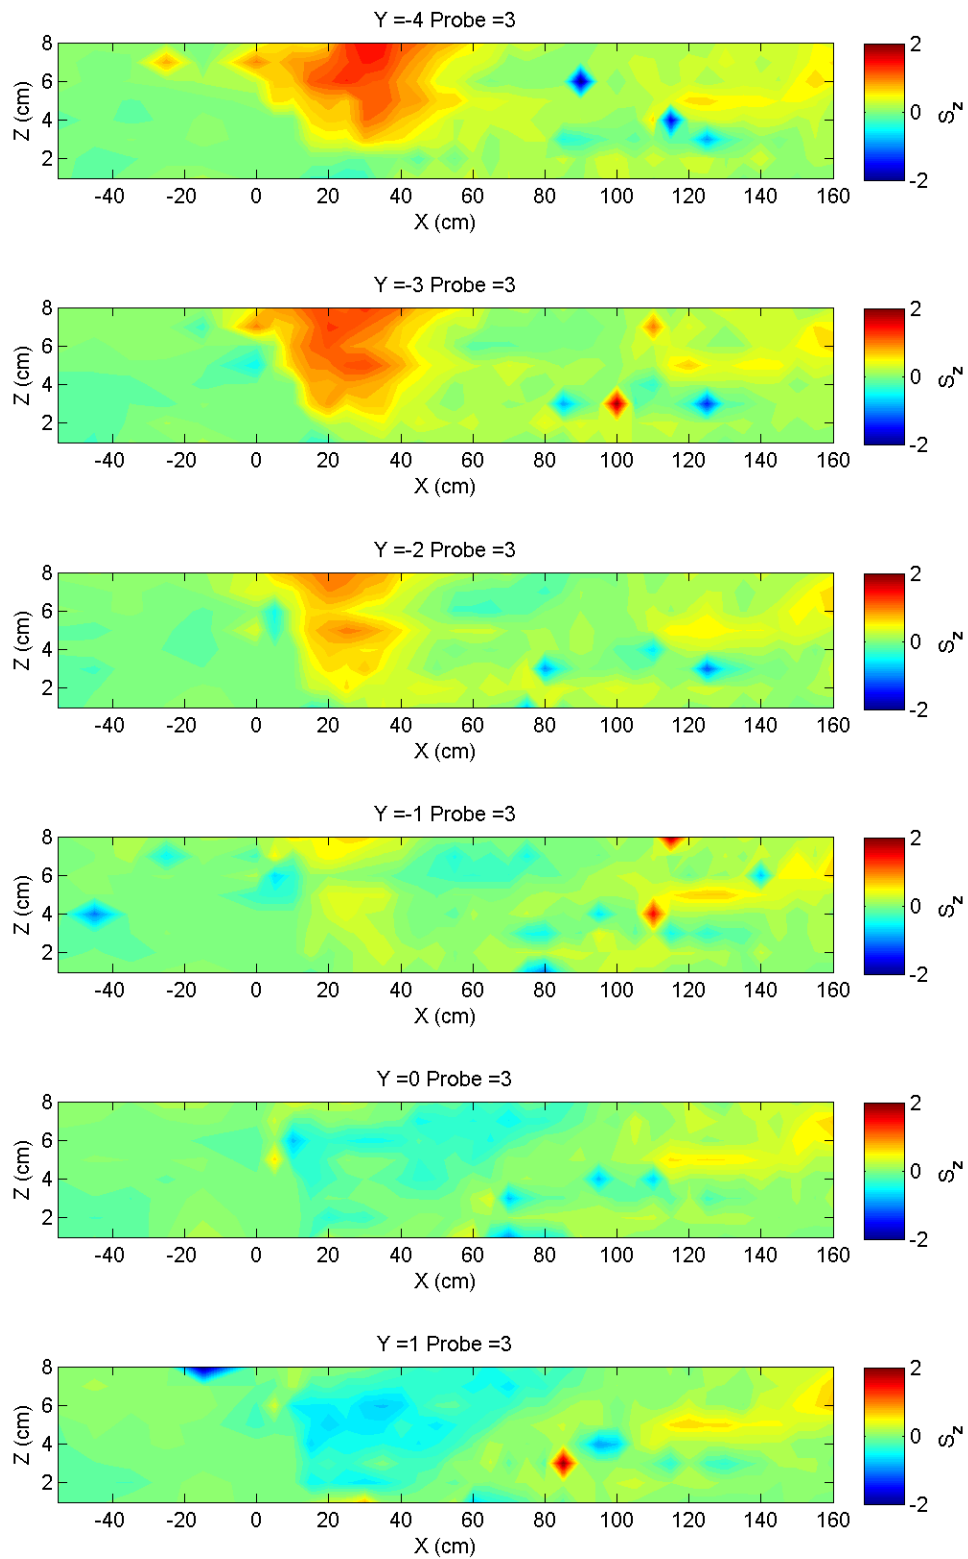 Y =-4 Probe =3
8
6
4
2
Z (cm)
-40 -20 0 20 40 60 80 100 120 140 160
X (cm)
2
0
-2
Sz
Y =-3 Probe =3
8
6
4
2
Z (cm)
-40 -20 0 20 40 60 80 100 120 140 160
X (cm)
2
0
-2
Sz
Y =-2 Probe =3
8
6
4
2
Z (cm)
-40 -20 0 20 40 60 80 100 120 140 160
X (cm)
2
0
-2
Sz
Y =-1 Probe =3
8
6
4
2
Z (cm)
-40 -20 0 20 40 60 80 100 120 140 160
X (cm)
2
0
-2
Sz
Y =0 Probe =3
8
6
4
2
Z (cm)
-40 -20 0 20 40 60 80 100 120 140 160
X (cm)
2
0
-2
Sz
Y =1 Probe =3
8
6
4
2
Z (cm)
-40 -20 0 20 40 60 80 100 120 140 160
X (cm)
2
0
-2
Sz